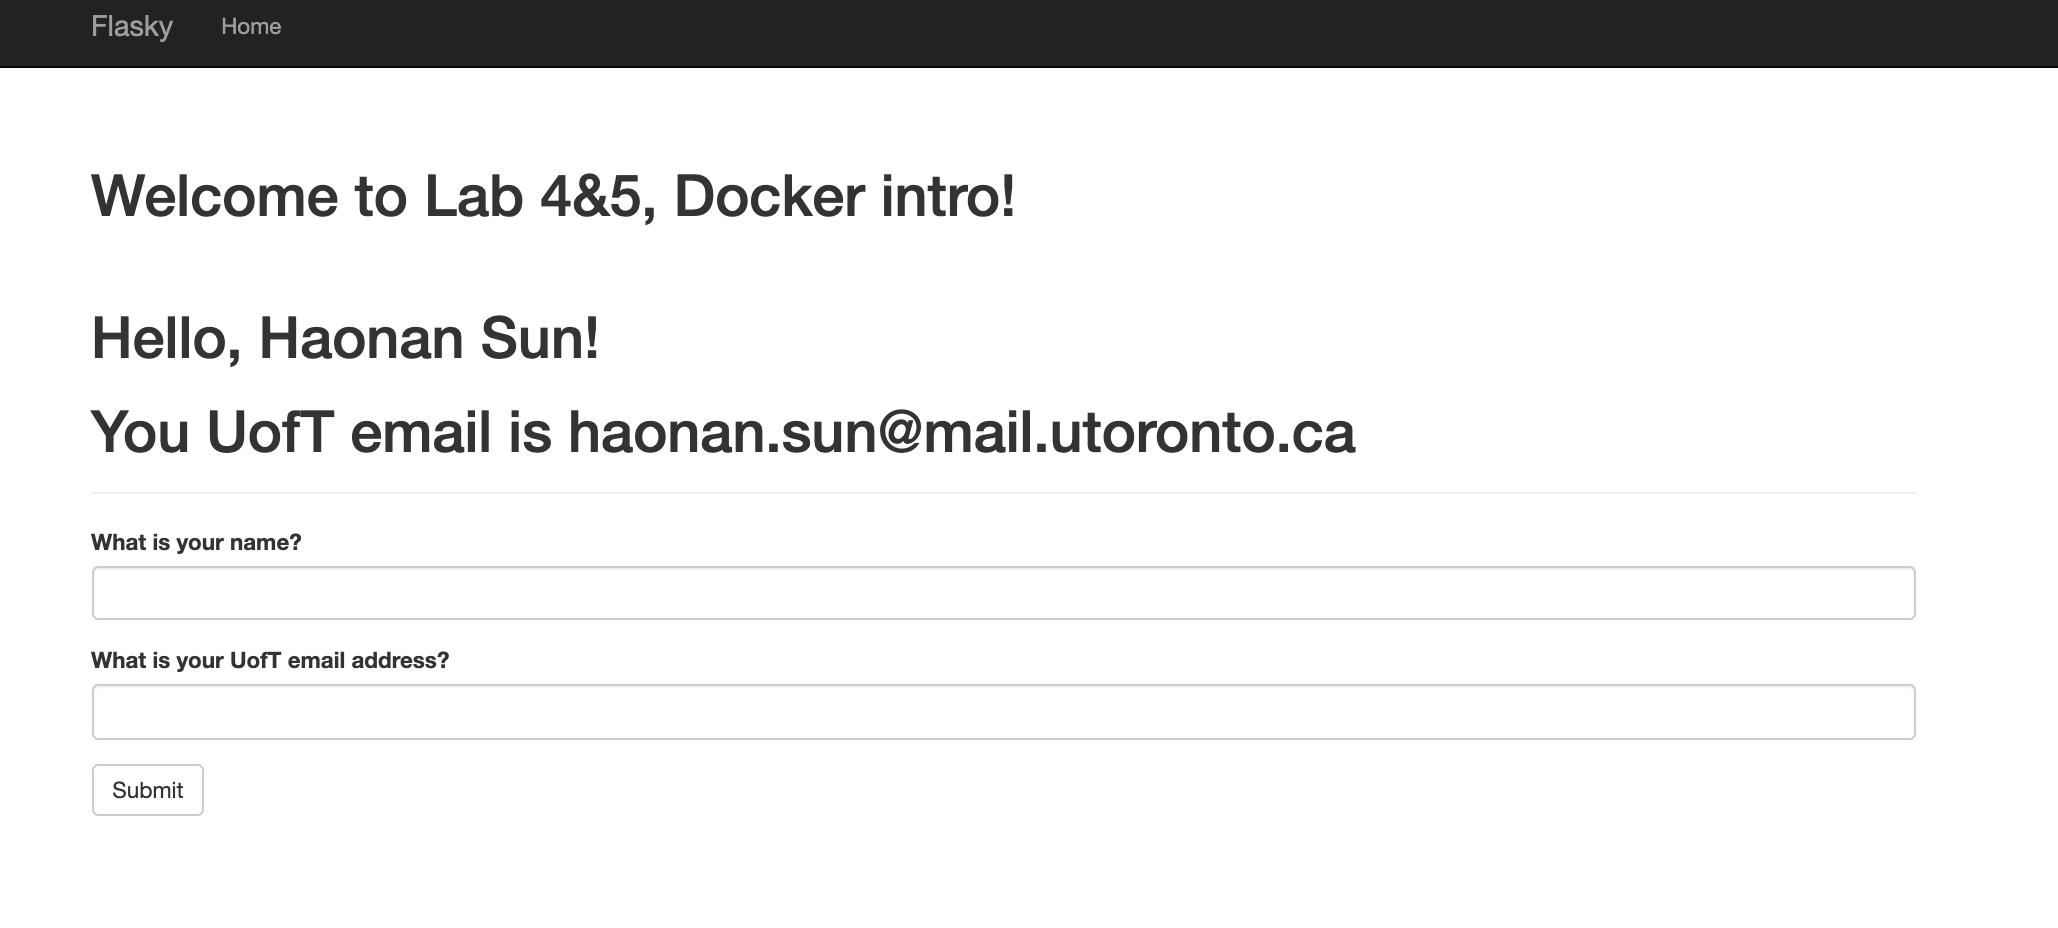 Flasky Home
Welcome to Lab 4&5, Docker intro!
Hello, Haonan Sun!
You UofT email is haonan.sun@mail.utoronto.ca
What is your name?
What is your UofT email address?
Submit